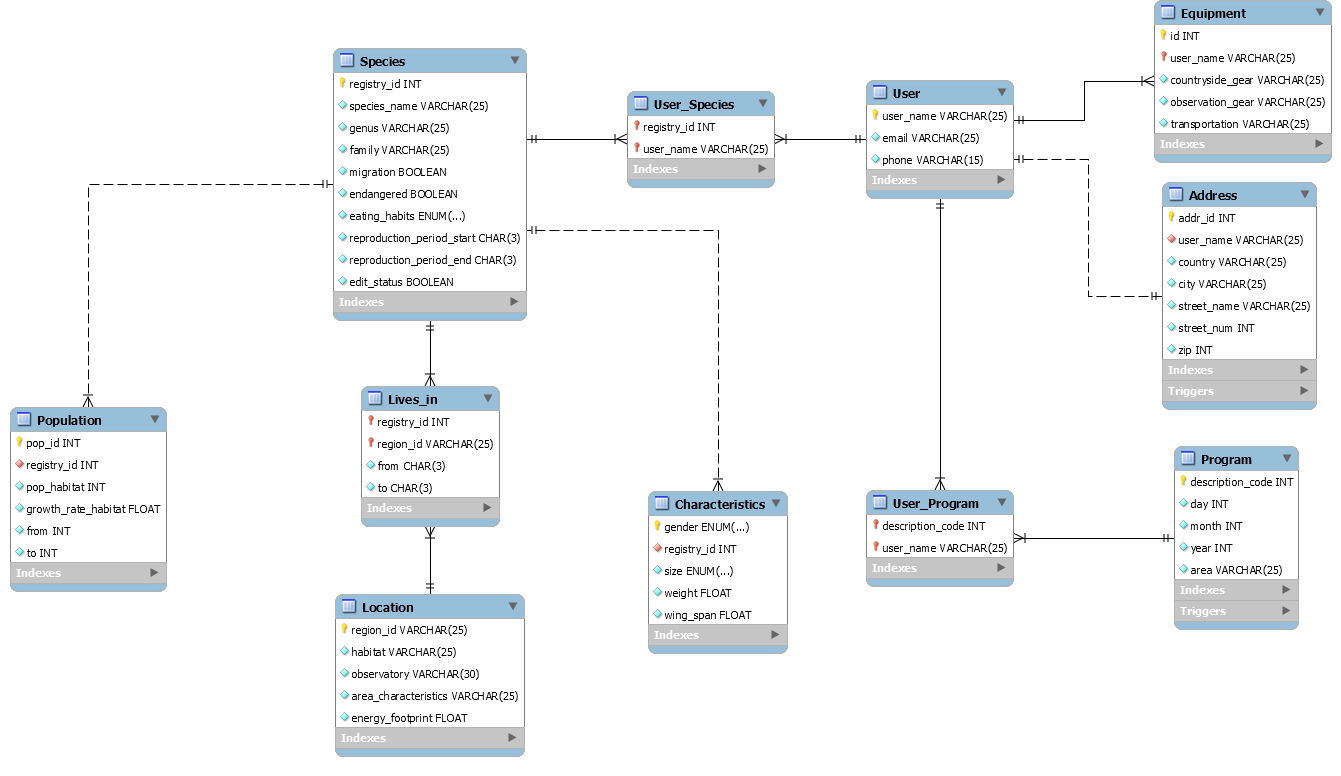 Species
registry_id INT
species_name VARCHAR(25)
genus VARCHAR(25)
family VARCHAR(25)
migration BOOLEAN
endangered BOOLEAN
eating_habits ENUM(...)
reproduction_period_start CHAR(3)
reproduction_period_end CHAR(3)
edit_status BOOLEAN
Indexes
User_Species
registry_id INT
user_name VARCHAR(25)
Indexes
User
user_name VARCHAR(25)
email VARCHAR(25)
phone VARCHAR(15)
Indexes
Equipment
id INT
user_name VARCHAR(25)
countryside_gear VARCHAR(25)
observation_gear VARCHAR(25)
transportation VARCHAR(25)
Indexes
Address
addr_id INT
user_name VARCHAR(25)
country VARCHAR(25)
city VARCHAR(25)
street_name VARCHAR(25)
street_num INT
zip INT
Indexes
Triggers
Population
pop_id INT
registry_id INT
pop_habitat INT
growth_rate_habitat FLOAT
from INT
to INT
Indexes
Lives_in
registry_id INT
region_id VARCHAR(25)
from CHAR(3)
to CHAR(3)
Indexes
Characteristics
gender ENUM(...)
registry_id INT
size ENUM(...)
weight FLOAT
wing_span FLOAT
Indexes
User_Program
description_code INT
user_name VARCHAR(25)
Indexes
Program
description_code INT
day INT
month INT
year INT
area VARCHAR(25)
Indexes
Triggers
Location
region_id VARCHAR(25)
habitat VARCHAR(25)
observatory VARCHAR(30)
area_characteristics VARCHAR(25)
energy_footprint FLOAT
Indexes